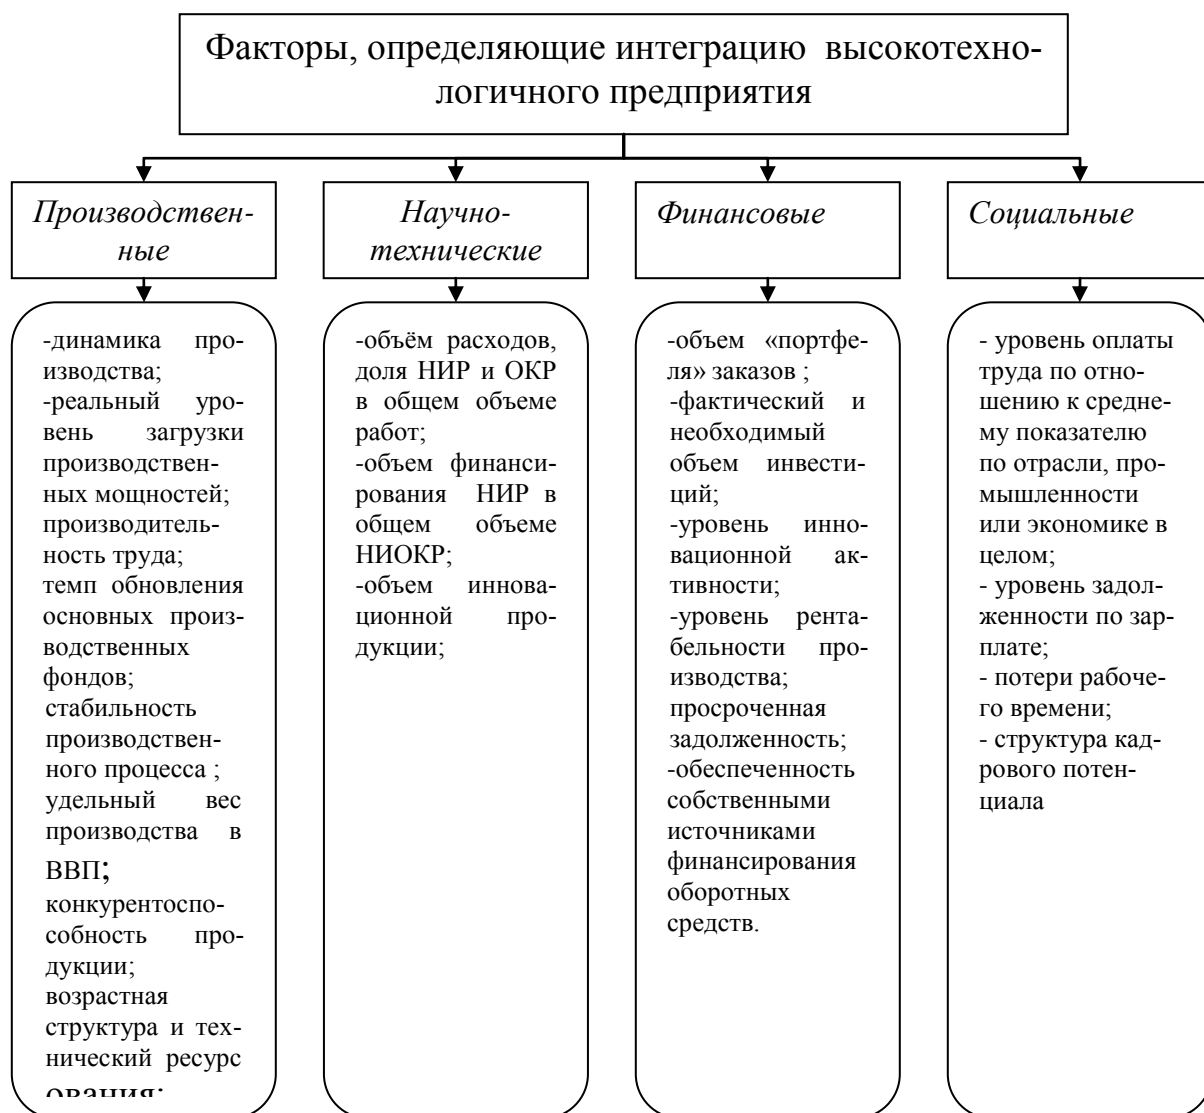 Факторы, определяющие интеграцию высокотехно-
логичного предприятия
Производствен-
ные
-динамика про-
изводства;
-реальный уро-
вень загрузки
производствен-
ных мощностей;
производитель-
ность труда;
темп обновления
основных произ-
водственных
фондов;
стабильность
производствен-
ного процесса ;
удельный вес
производства в
ВВП;
конкурентоспо-
собность про-
дукции;
возрастная
структура и тех-
нический ресурс
ования;
Научно-
технические
-объём расходов,
доля НИР и ОКР
в общем объеме
работ;
-объем финанси-
рования НИР в
общем объеме
НИОКР;
-объем иннова-
ционной про-
дукции;
Финансовые
-объем «портфе-
ля» заказов ;
-фактический и
необходимый
объем инвести-
ций;
-уровень инно-
вационной ак-
тивности;
-уровень рента-
бельности про-
изводства;
просроченная
задолженность;
-обеспеченность
собственными
источниками
финансирования
оборотных
средств.
Социальные
- уровень оплаты
труда по отно-
шению к средне-
му показателю
по отрасли, про-
мышленности
или экономике в
целом;
- уровень задол-
женности по зар-
плате;
- потери рабоче-
го времени;
- структура кад-
рового потен-
циала